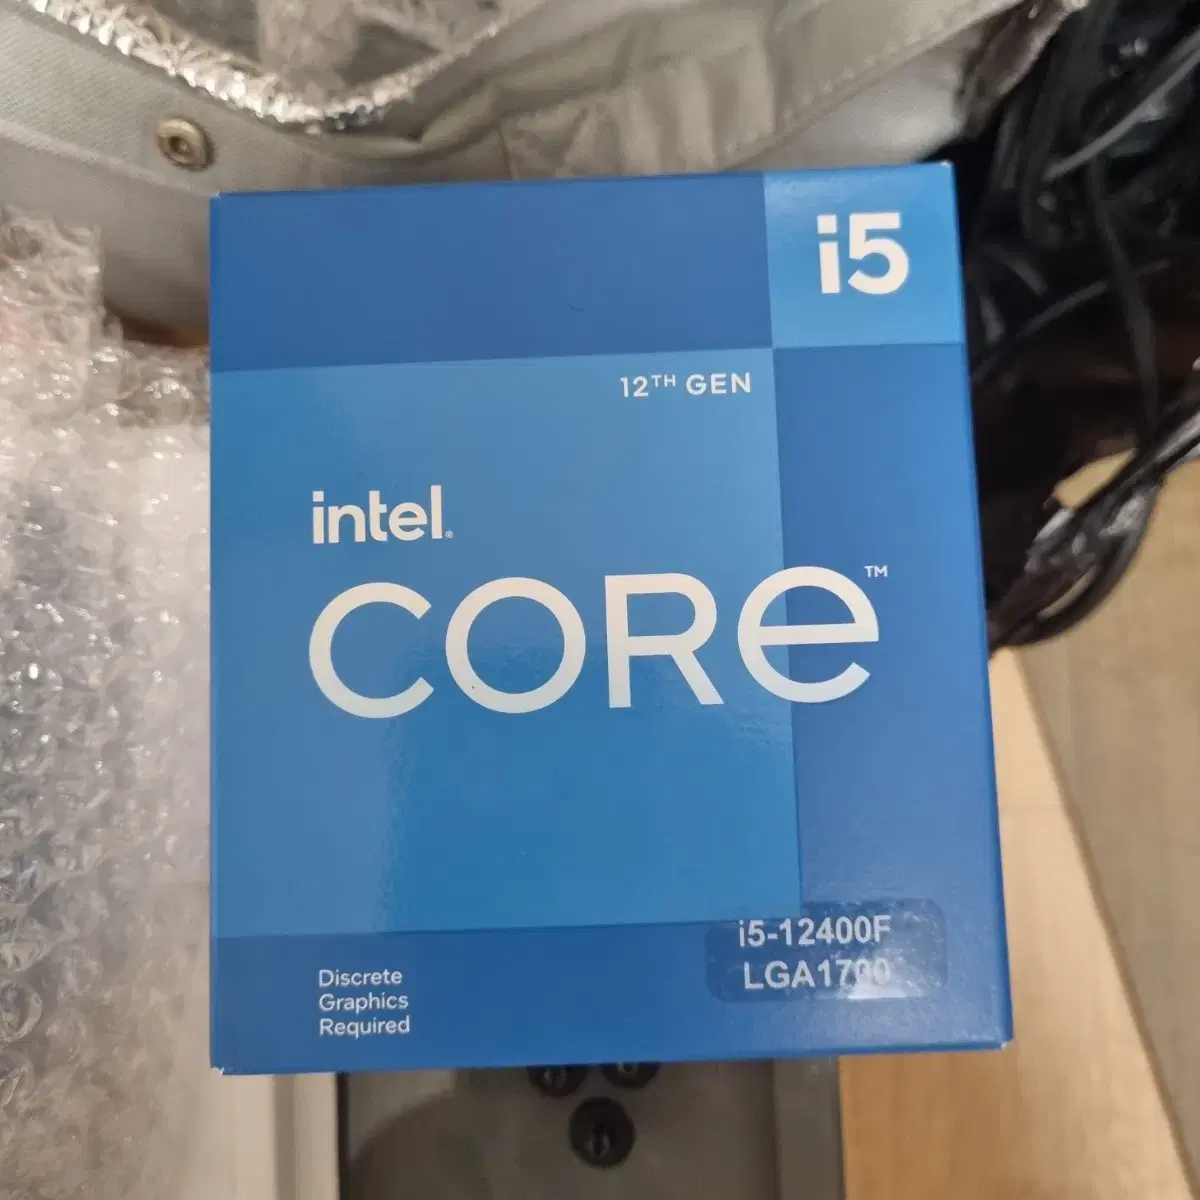 i5
12TH GEN
intel®
CORe™
i5-12400F
LGA1700
Discrete
Graphics
Required